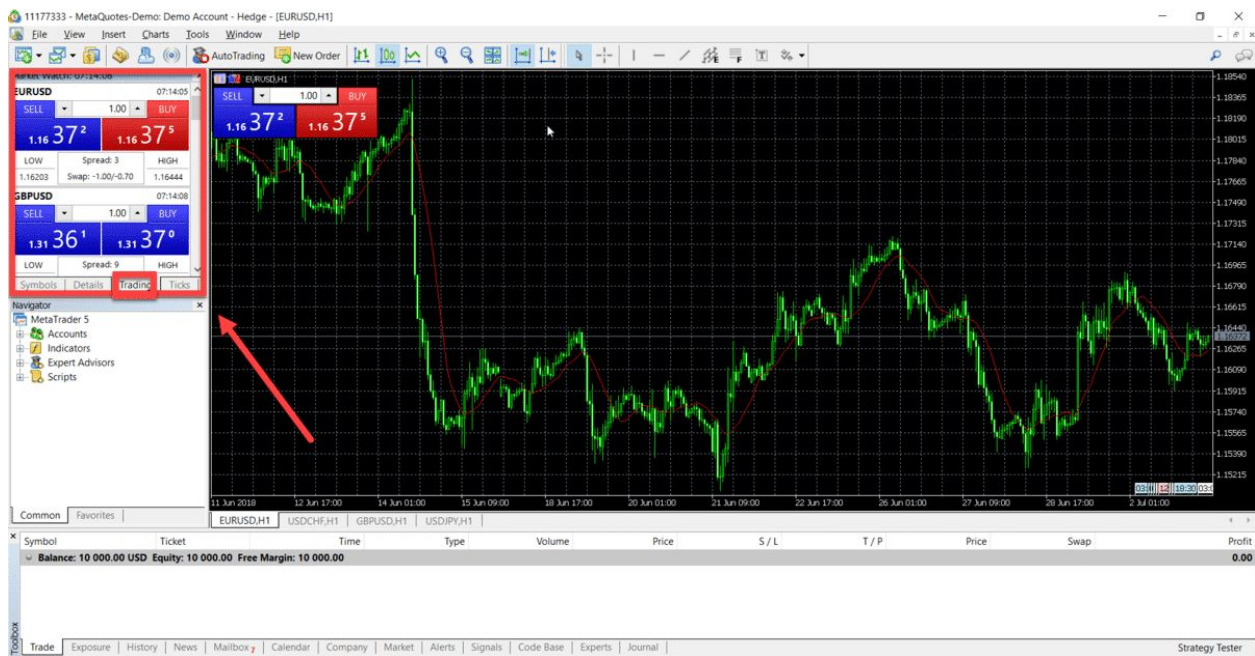 11177333 - MetaQuotes-Demo: Demo Account - Hedge - [EURUSD,H1]
File View Insert Charts Tools Window Help
AutoTrading New Order
Market Watch: 07:14:08
EURUSD 07:14:05
SELL 1.00 BUY
1.16 37 2 1.16 37 5
LOW Spread: 3 HIGH
1.16203 Swap: -1.00/-0.70 1.16444
GBPUSD 07:14:08
SELL 1.00 BUY
1.31 36 1 1.31 37 0
LOW Spread: 9 HIGH
Symbols Details Trading Ticks
Navigator
MetaTrader 5
Accounts
Indicators
Expert Advisors
Scripts
Common Favorites
EURUSD,H1
SELL 1.00 BUY
1.16 37 2 1.16 37 5
1.18540
1.18365
1.18190
1.18015
1.17840
1.17665
1.17490
1.17315
1.17140
1.16965
1.16790
1.16615
1.16440
1.16372
1.16265
1.16090
1.15915
1.15740
1.15565
1.15390
1.15215
12 18:30
11 Jun 2018 12 Jun 17:00 14 Jun 01:00 15 Jun 09:00 18 Jun 17:00 20 Jun 01:00 21 Jun 09:00 22 Jun 17:00 26 Jun 01:00 27 Jun 09:00 28 Jun 17:00 2 Jul 01:00
EURUSD,H1 USDCHF,H1 GBPUSD,H1 USDJPY,H1
Symbol Ticket Time Type Volume Price S / L T / P Price Swap Profit
Balance: 10 000.00 USD Equity: 10 000.00 Free Margin: 10 000.00 0.00
Toolbox
Trade Exposure History News Mailbox 7 Calendar Company Market Alerts Signals Code Base Experts Journal Strategy Tester